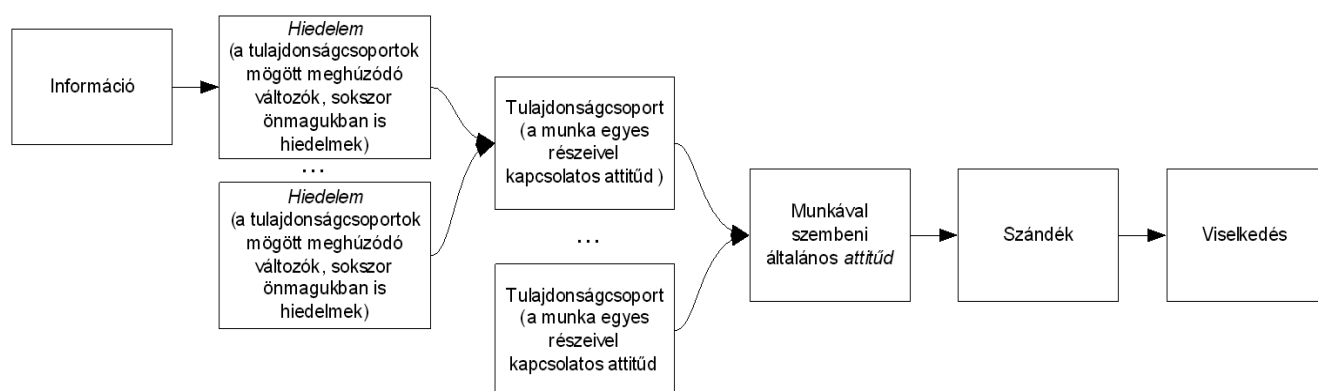 Információ
Hiedelem
(a tulajdonságcsoportok
mögött meghúzódó
változók, sokszor
önmagukban is
hiedelmek)
...
Hiedelem
(a tulajdonságcsoportok
mögött meghúzódó
változók, sokszor
önmagukban is
hiedelmek)
Tulajdonságcsoport
(a munka egyes
részeivel
kapcsolatos attitűd )
...
Tulajdonságcsoport
(a munka egyes
részeivel
kapcsolatos attitűd
Munkával
szembeni
általános attitűd
Szándék
Viselkedés